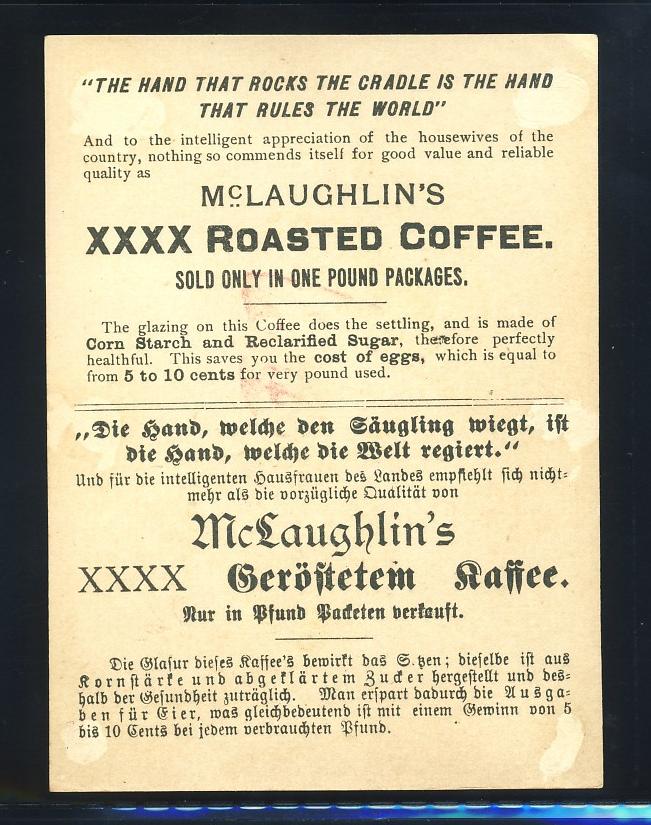 "THE HAND THAT ROCKS THE CRADLE IS THE HAND
THAT RULES THE WORLD"
And to the intelligent appreciation of the housewives of the
country, nothing so commends itself for good value and reliable
quality as
McLAUGHLIN'S
XXXX ROASTED COFFEE.
SOLD ONLY IN ONE POUND PACKAGES.
The glazing on this Coffee does the settling, and is made of
Corn Starch and Reclarified Sugar, therefore perfectly
healthful. This saves you the cost of eggs, which is equal to
from 5 to 10 cents for very pound used.
„Die Hand, welche den Säugling wiegt, ist
die Hand, welche die Welt regiert."
Und für die intelligenten Hausfrauen des Landes empfiehlt sich nicht-
mehr als die vorzügliche Qualität von
McLaughlin's
XXXX Geröstetem Kaffee.
Nur in Pfund Packeten verkauft.
Die Glasur dieses Kaffee's bewirkt das S.tzen; dieselbe ist aus
Kornstärke und abgeklärtem Zucker hergestellt und des-
halb der Gesundheit zuträglich. Man erspart dadurch die Ausga-
ben für Eier, was gleichbedeutend ist mit einem Gewinn von 5
bis 10 Cents bei jedem verbrauchten Pfund.